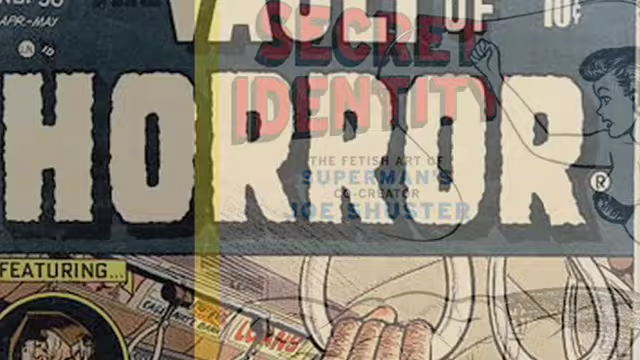 APR-MAY
VAULT OF
10¢
SECRET
IDENTITY
HORROR
®
THE FETISH ART OF
SUPERMAN'S
CO-CREATOR
JOE SHUSTER
FEATURING...